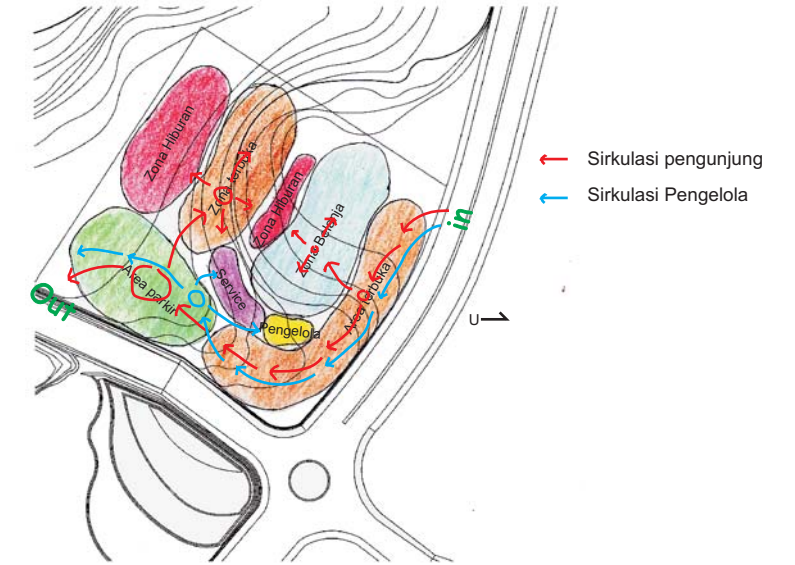 Zona Hiburan
Zona terbuka
Zona Hiburan
Zona Belanja
in
Area terbuka
Service
Area parkir
Pengelola
Out
Sirkulasi pengunjung
Sirkulasi Pengelola
U